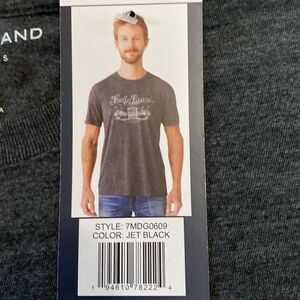 AND
S
STYLE: 7MDG0609
COLOR: JET BLACK
1 94610 78222 4